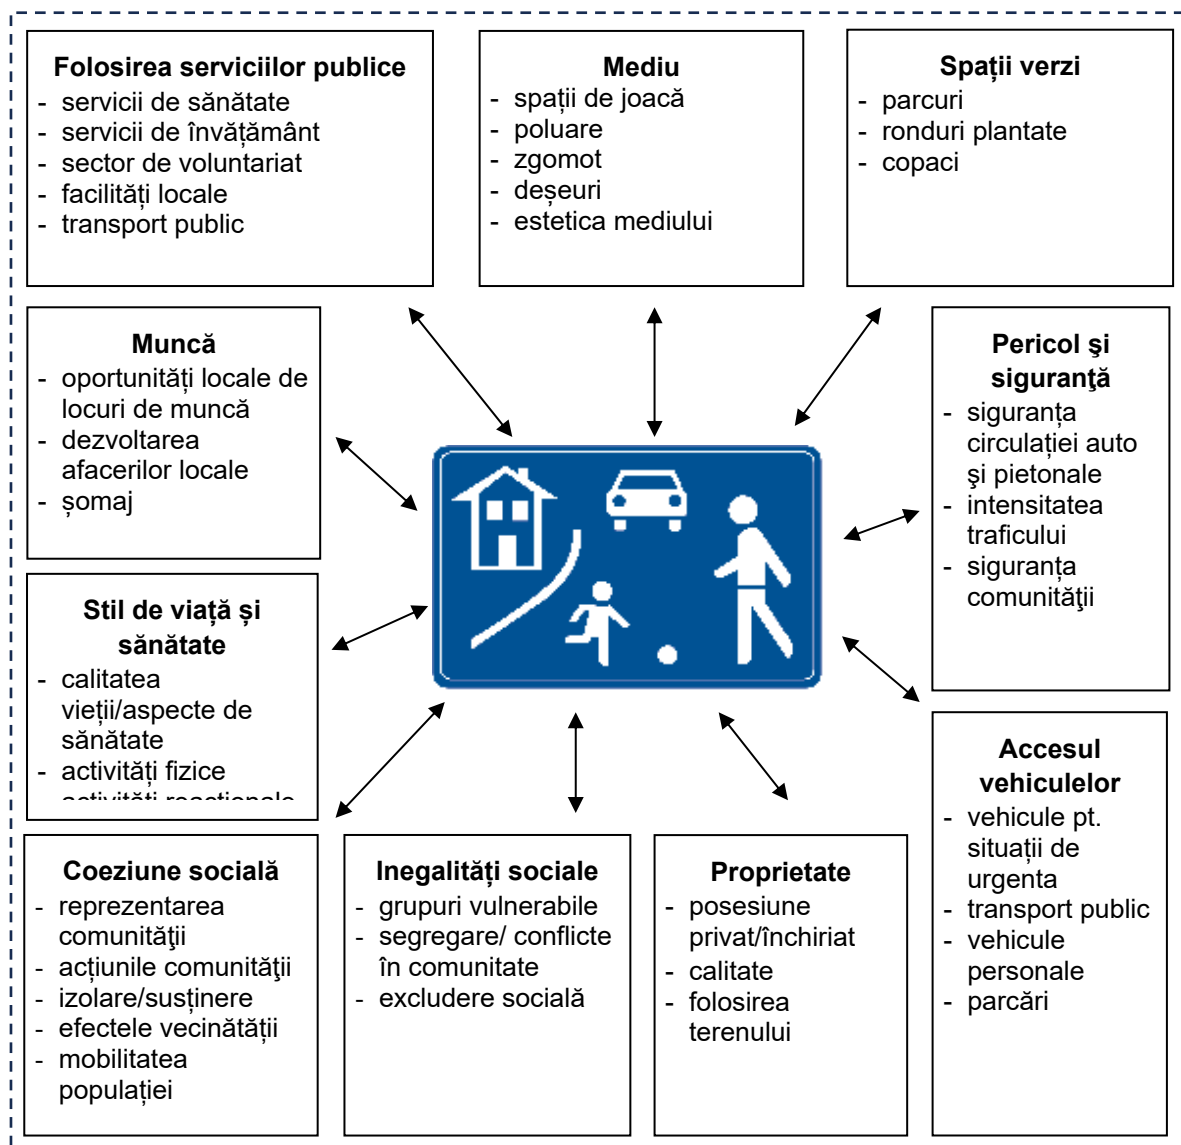 Folosirea serviciilor publice
- servicii de sănătate
- servicii de învățământ
- sector de voluntariat
- facilități locale
- transport public
Mediu
- spații de joacă
- poluare
- zgomot
- deșeuri
- estetica mediului
Spații verzi
- parcuri
- ronduri plantate
- copaci
Muncă
- oportunități locale de
locuri de muncă
- dezvoltarea
afacerilor locale
- șomaj
Pericol şi
siguranţă
- siguranța
circulației auto
şi pietonale
- intensitatea
traficului
- siguranța
comunităţii
Stil de viață și
sănătate
- calitatea
vieții/aspecte de
sănătate
- activități fizice
Accesul
vehiculelor
- vehicule pt.
situații de
urgenta
- transport public
- vehicule
personale
- parcări
Coeziune socială
- reprezentarea
comunităţii
- acțiunile comunităţii
- izolare/susținere
- efectele vecinătății
- mobilitatea
populației
Inegalități sociale
- grupuri vulnerabile
- segregare/ conflicte
în comunitate
- excludere socială
Proprietate
- posesiune
privat/închiriat
- calitate
- folosirea
terenului